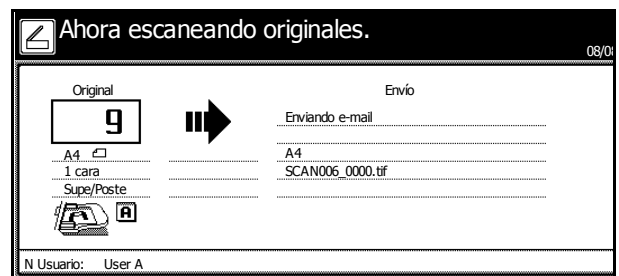 Ahora escaneando originales.
08/08
Original
Envío
9
Enviando e-mail
A4
A4
1 cara
SCAN006_0000.tif
Supe/Poste
A
A
N Usuario: User A